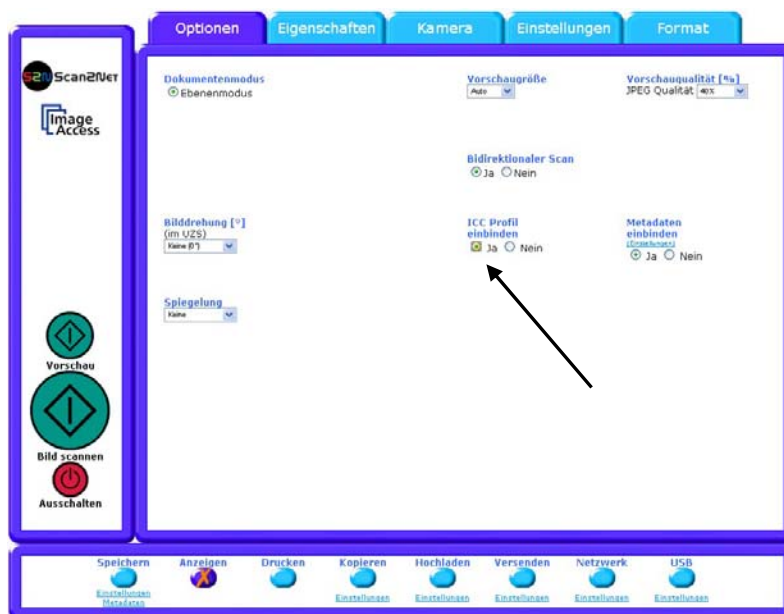 Optionen Eigenschaften Kamera Einstellungen Format
S2N Scan2Net
Image
Access
Dokumentenmodus
Ebenenmodus
Vorschaugröße
Auto
Vorschauqualität [%]
JPEG Qualität 40%
Bidirektionaler Scan
Ja Nein
Bilddrehung [°]
(im UZS)
Keine (0°)
ICC Profil
einbinden
Ja Nein
Metadaten
einbinden
(Einstellungen)
Ja Nein
Spiegelung
Keine
Vorschau
Bild scannen
Ausschalten
Speichern Anzeigen Drucken Kopieren Hochladen Versenden Netzwerk USB
Einstellungen Einstellungen Einstellungen Einstellungen Einstellungen Einstellungen
Metadaten